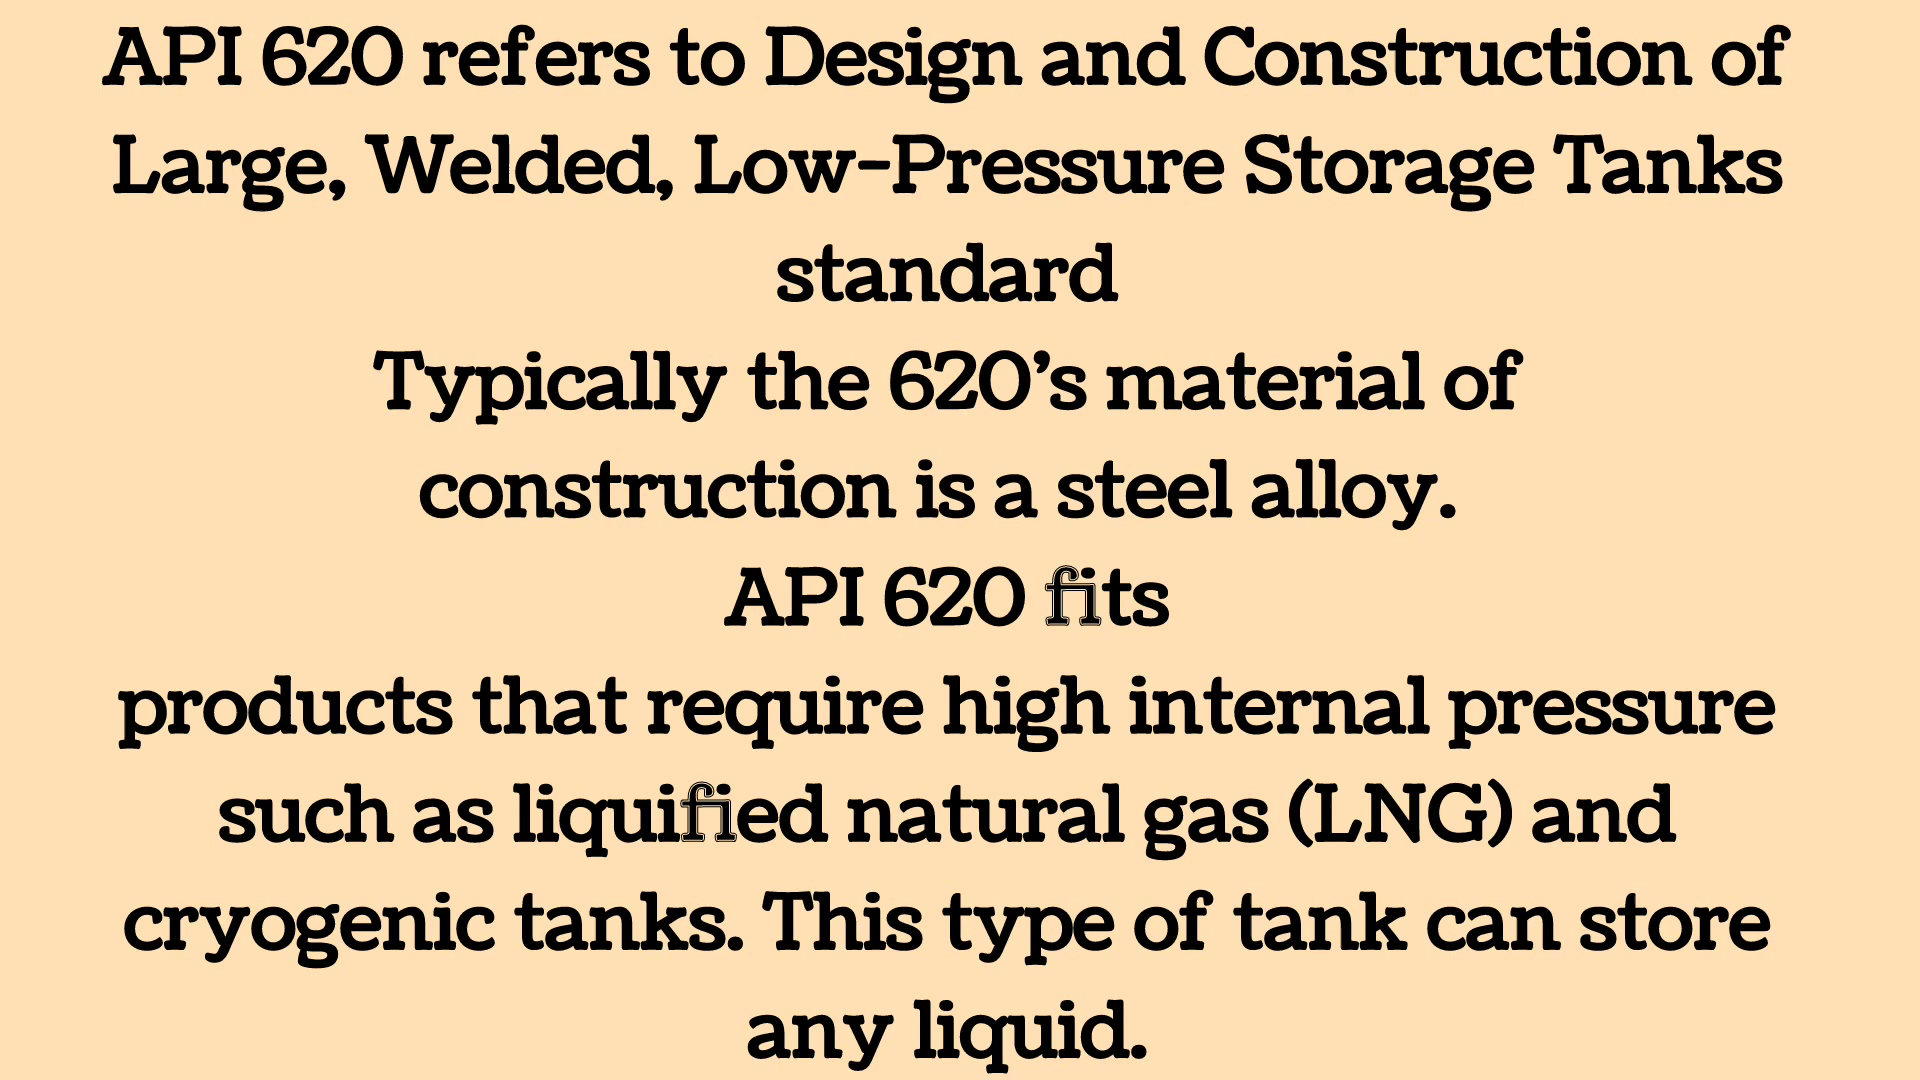 API 620 refers to Design and Construction of
Large, Welded, Low-Pressure Storage Tanks
standard
Typically the 620’s material of
construction is a steel alloy.
API 620 fits
products that require high internal pressure
such as liquified natural gas (LNG) and
cryogenic tanks. This type of tank can store
any liquid.